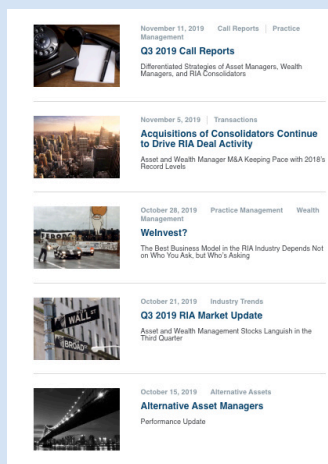 November 11, 2019 Call Reports Practice
Management
Q3 2019 Call Reports
Differentiated Strategies of Asset Managers, Wealth
Managers, and RIA Consolidators
November 5, 2019 Transactions
Acquisitions of Consolidators Continue
to Drive RIA Deal Activity
Asset and Wealth Manager M&A Keeping Pace with 2018's
Record Levels
October 28, 2019 Practice Management Wealth
Management
WeInvest?
The Best Business Model in the RIA Industry Depends Not
on Who You Ask, but Who's Asking
October 21, 2019 Industry Trends
Q3 2019 RIA Market Update
Asset and Wealth Management Stocks Languish in the
Third Quarter
WALL ST
BROAD ST
October 15, 2019 Alternative Assets
Alternative Asset Managers
Performance Update